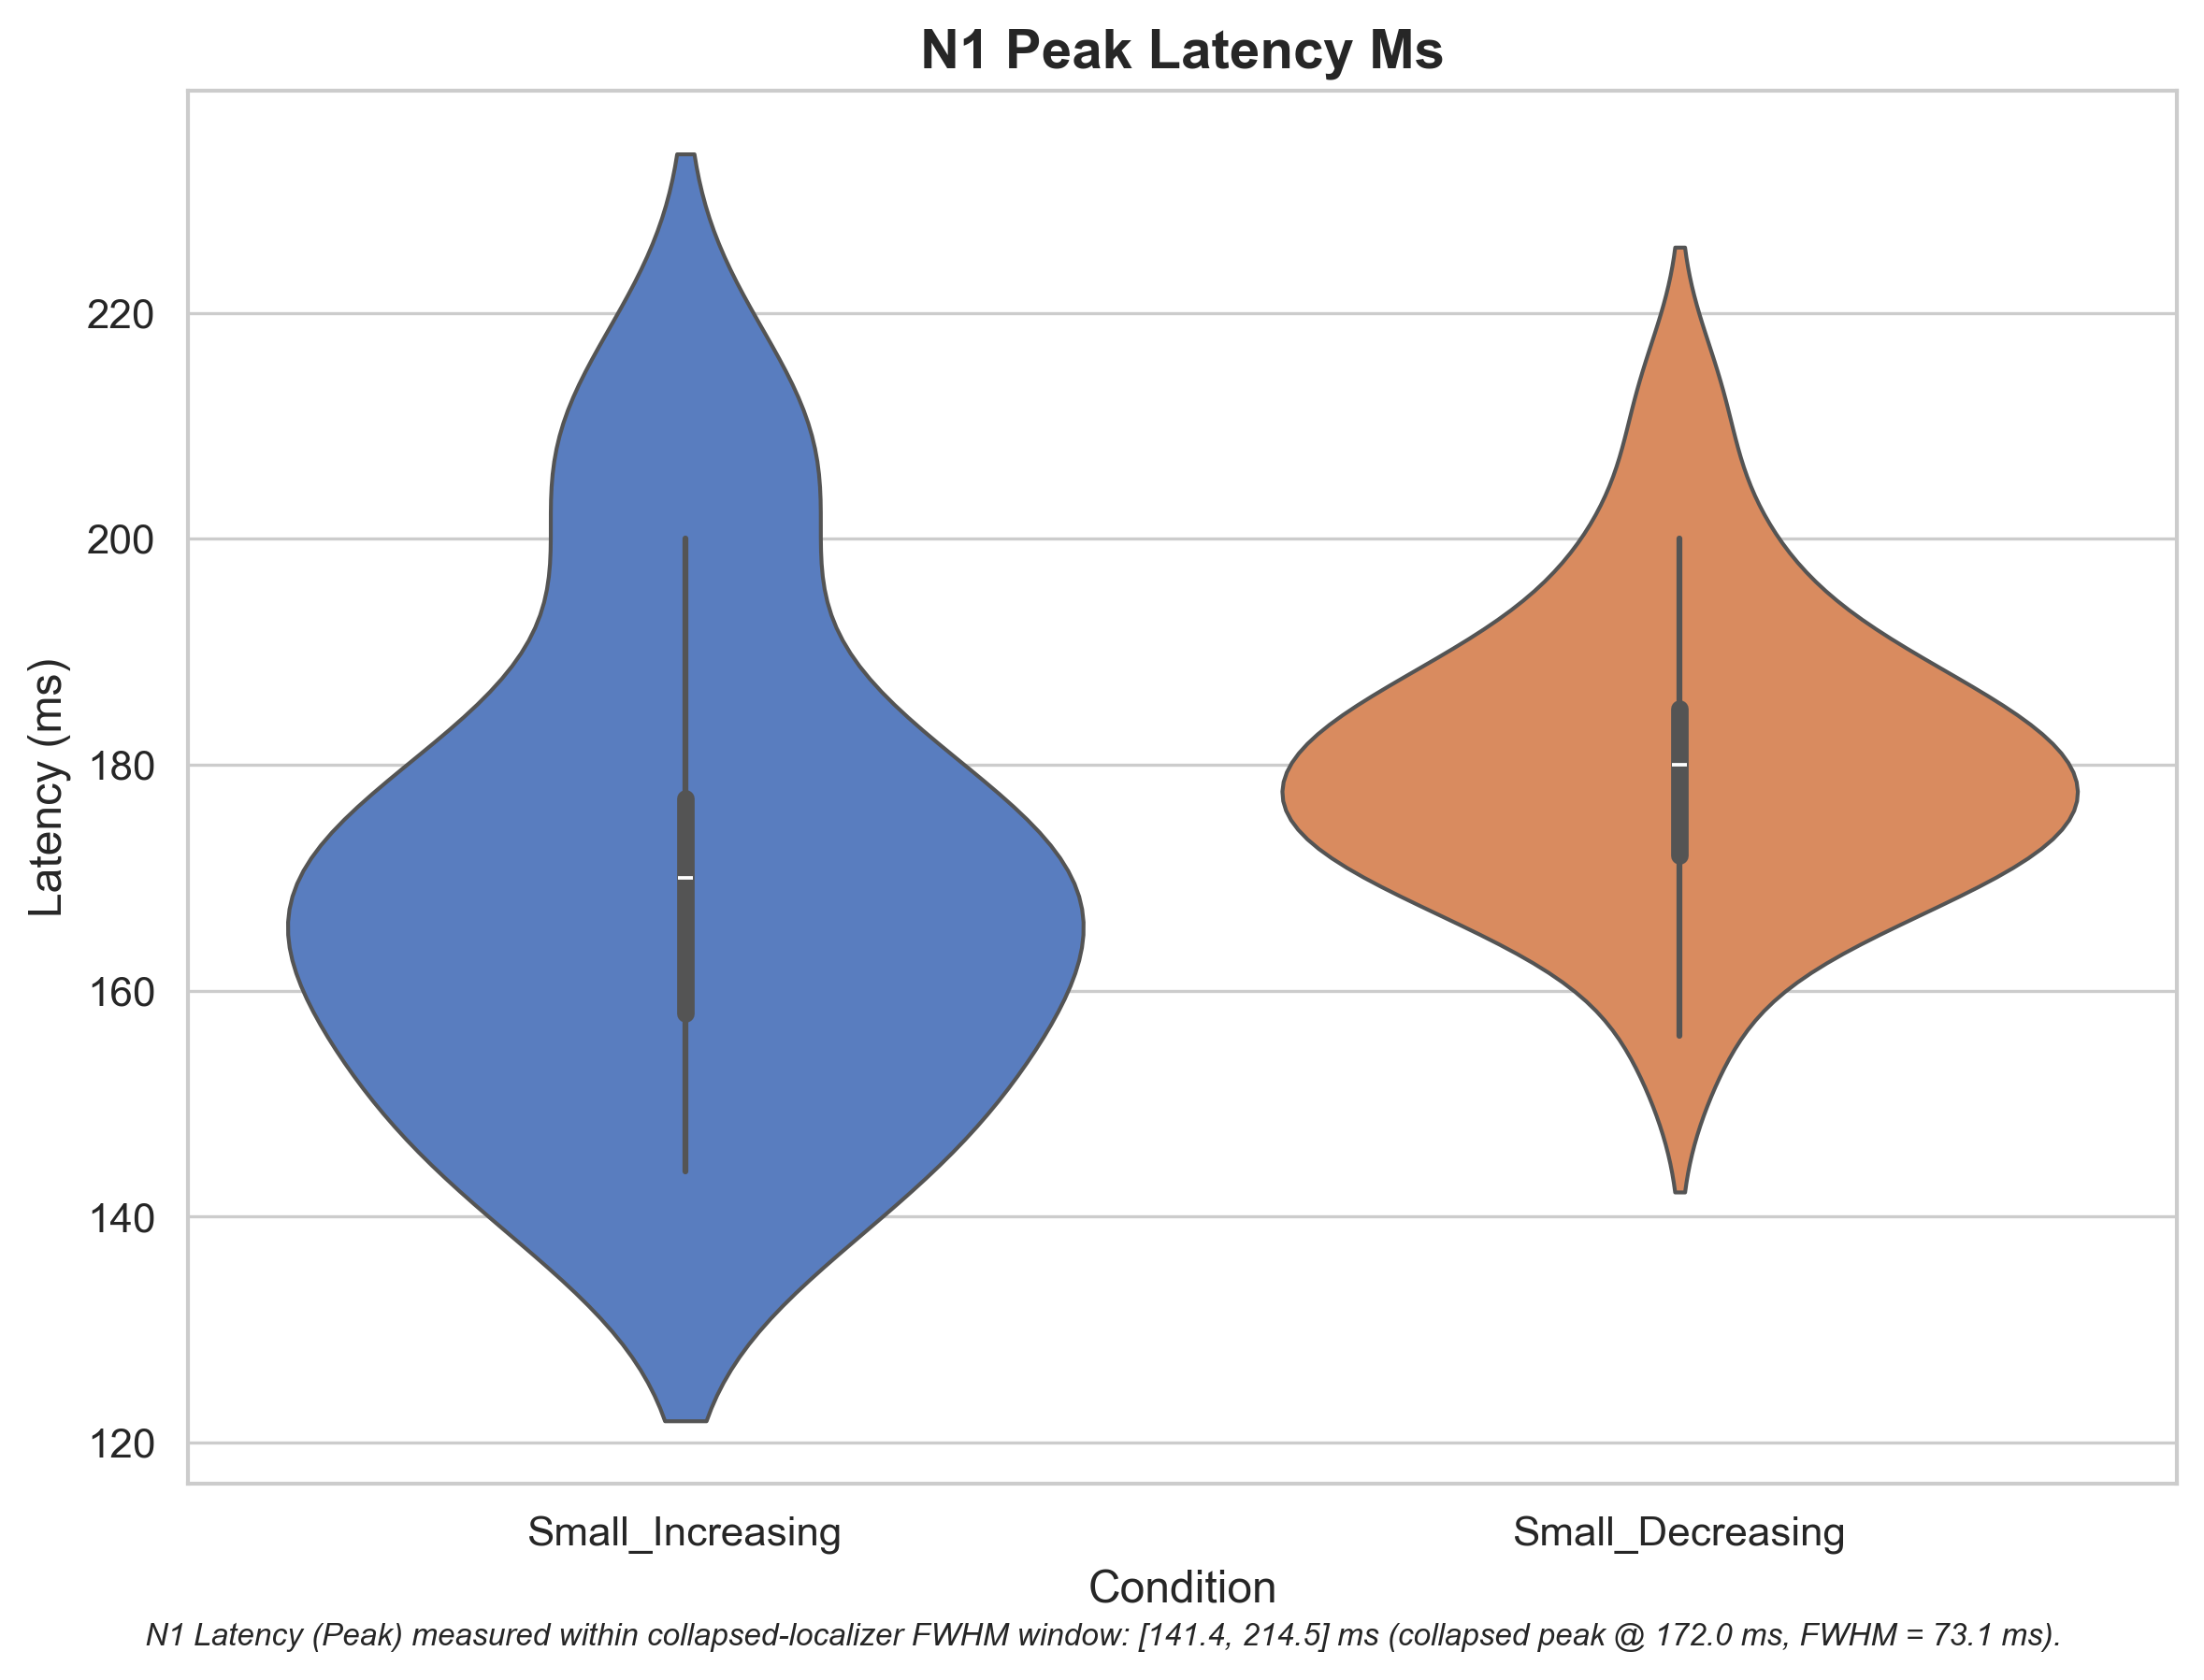 N1 Peak Latency Ms
Latency (ms)
220
200
180
160
140
120
Small_Increasing
Small_Decreasing
Condition
N1 Latency (Peak) measured within collapsed-localizer FWHM window: [141.4, 214.5] ms (collapsed peak @ 172.0 ms, FWHM = 73.1 ms).